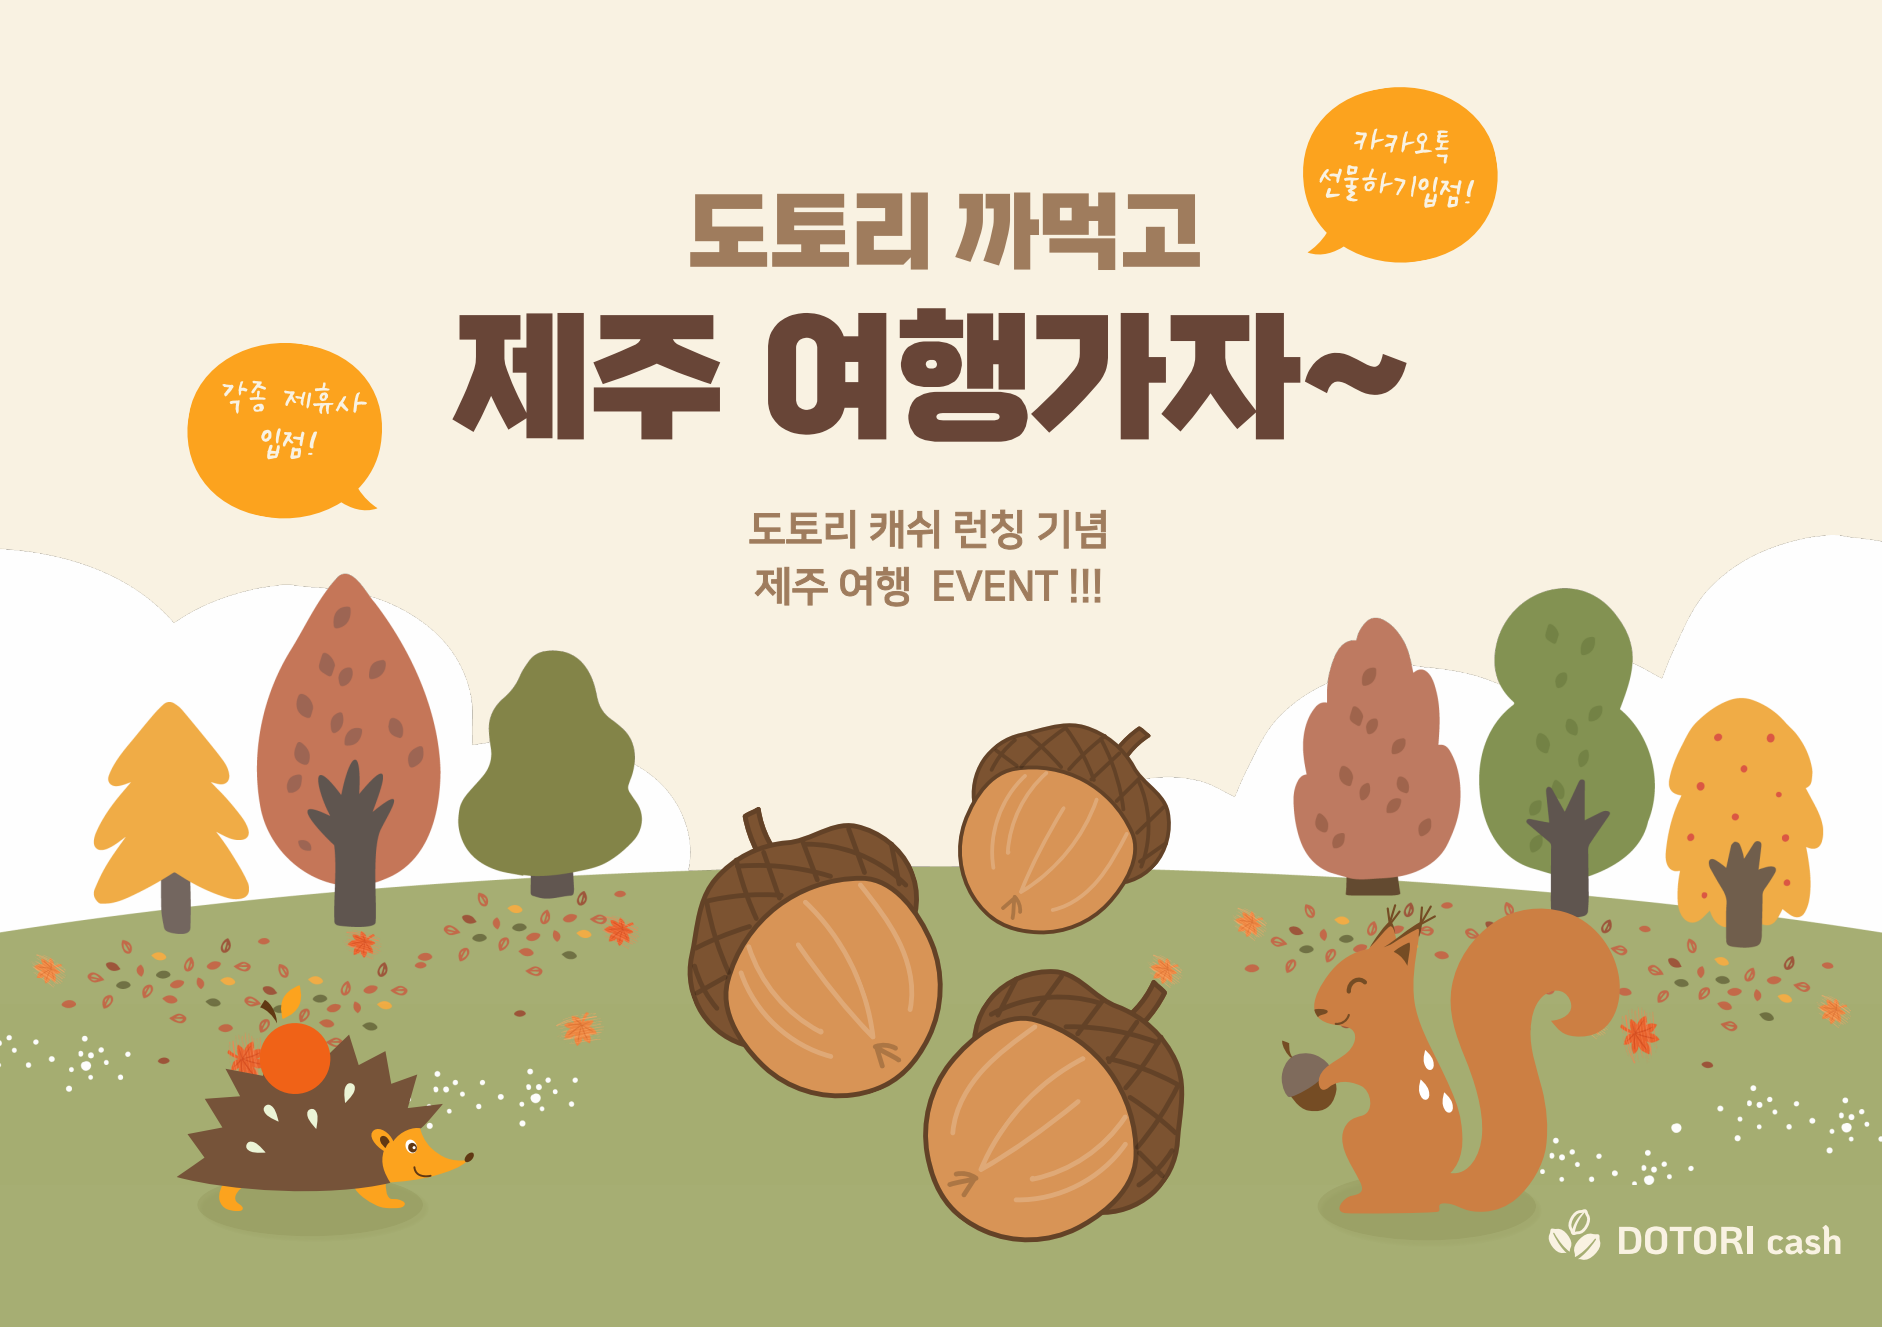 카카오톡
선물하기입점!
도토리 까먹고
제주 여행가자~
각종 제휴사
입점!
도토리 캐쉬 런칭 기념
제주 여행 EVENT !!!
DOTORI cash